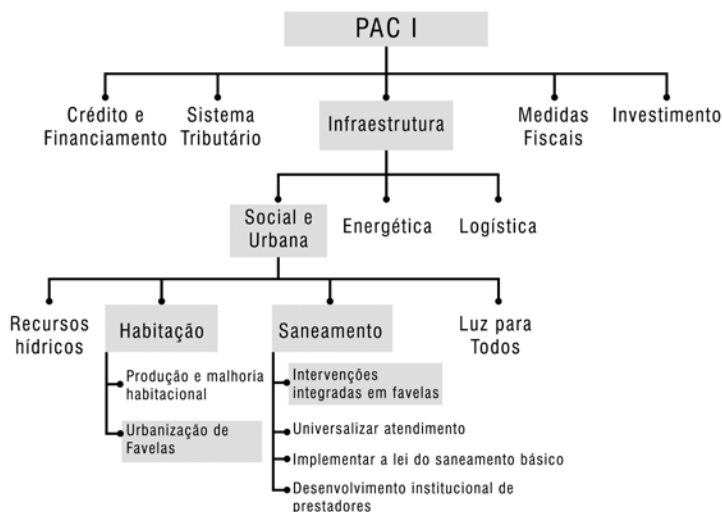 PAC I
Crédito e
Financiamento
Sistema
Tributário
Infraestrutura
Medidas
Fiscais
Investimento
Social e
Urbana
Energética
Logística
Recursos
hídricos
Habitação
Saneamento
Luz para
Todos
Produção e malhoria
habitacional
Urbanização de
Favelas
Intervenções
integradas em favelas
Universalizar atendimento
Implementar a lei do saneamento básico
Desenvolvimento institucional de
prestadores